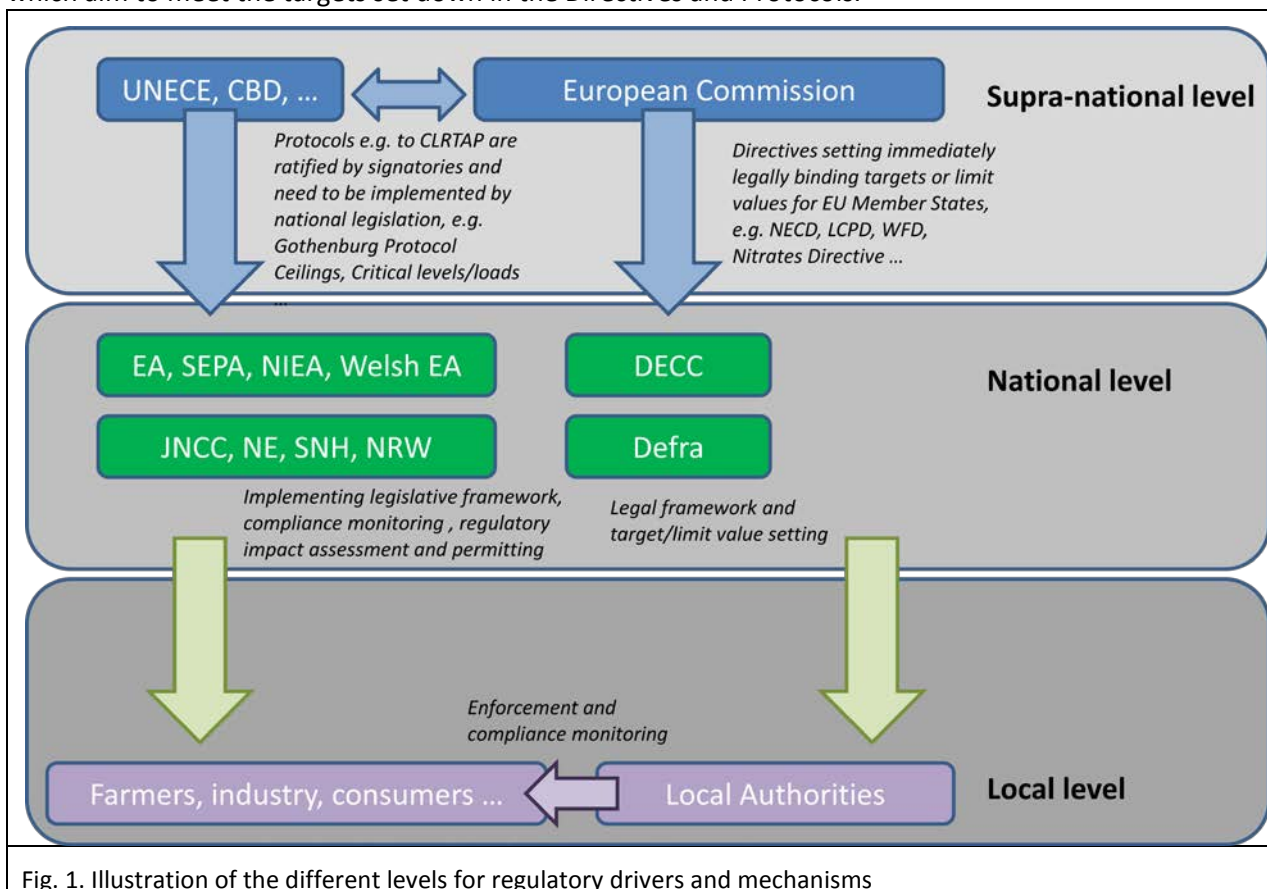 which aim to meet the targets set down in the Directives and Protocols.
UNECE, CBD, ...
European Commission
Supra-national level
Protocols e.g. to CLRTAP are
ratified by signatories and
need to be implemented by
national legislation, e.g.
Gothenburg Protocol
Ceilings, Critical levels/loads
...
Directives setting immediately
legally binding targets or limit
values for EU Member States,
e.g. NECD, LCPD, WFD,
Nitrates Directive ...
EA, SEPA, NIEA, Welsh EA
DECC
National level
JNCC, NE, SNH, NRW
Defra
Implementing legislative framework,
compliance monitoring , regulatory
impact assessment and permitting
Legal framework and
target/limit value setting
Enforcement and
compliance monitoring
Farmers, industry, consumers ...
Local Authorities
Local level
Fig. 1. Illustration of the different levels for regulatory drivers and mechanisms